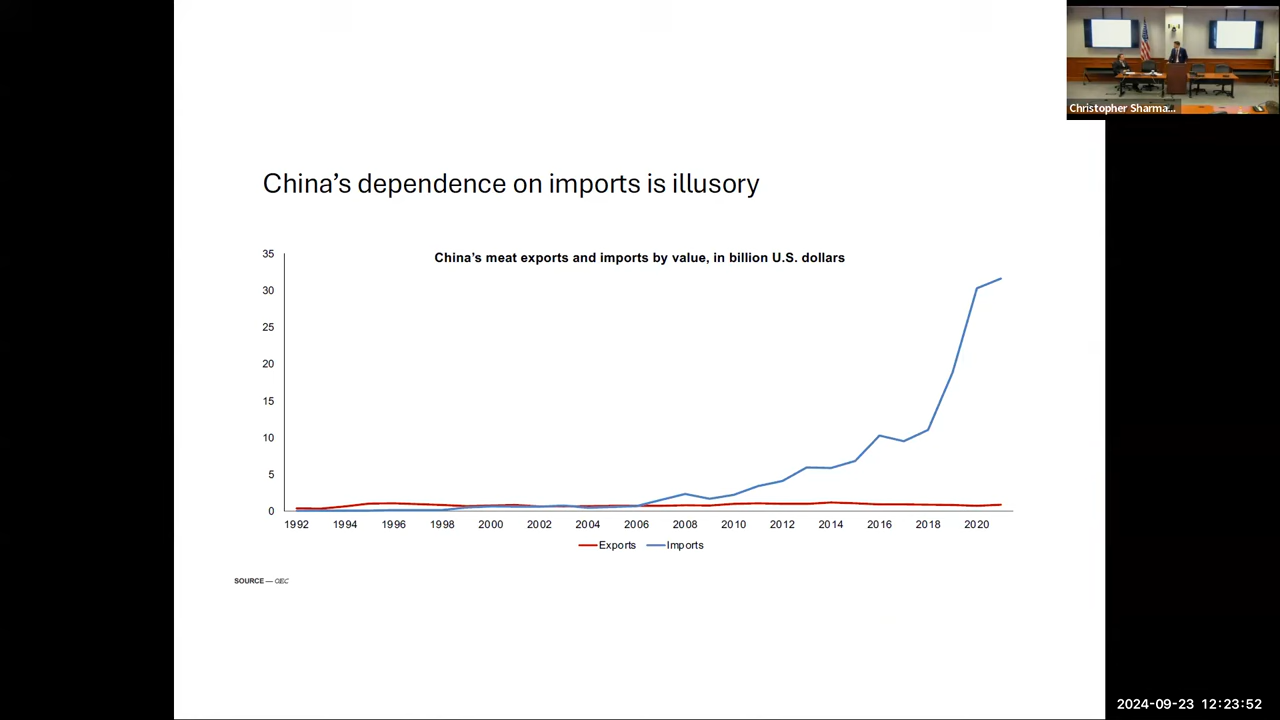 Christopher Sharma...
China's dependence on imports is illusory
China's meat exports and imports by value, in billion U.S. dollars
35
30
25
20
15
10
5
0
1992 1994 1996 1998 2000 2002 2004 2006 2008 2010 2012 2014 2016 2018 2020
Exports Imports
SOURCE — OEC
2024-09-23 12:23:52